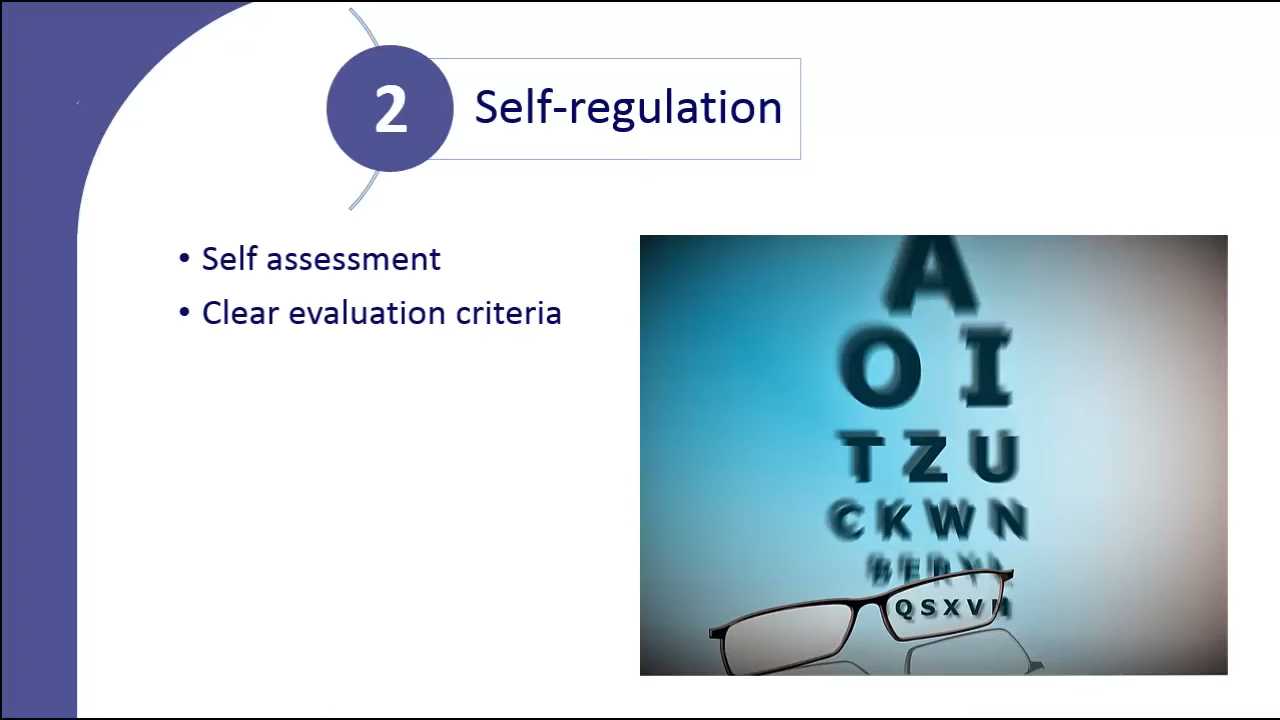 2
Self-regulation
• Self assessment
• Clear evaluation criteria
A
O I
T Z U
C K W N
Q S X V